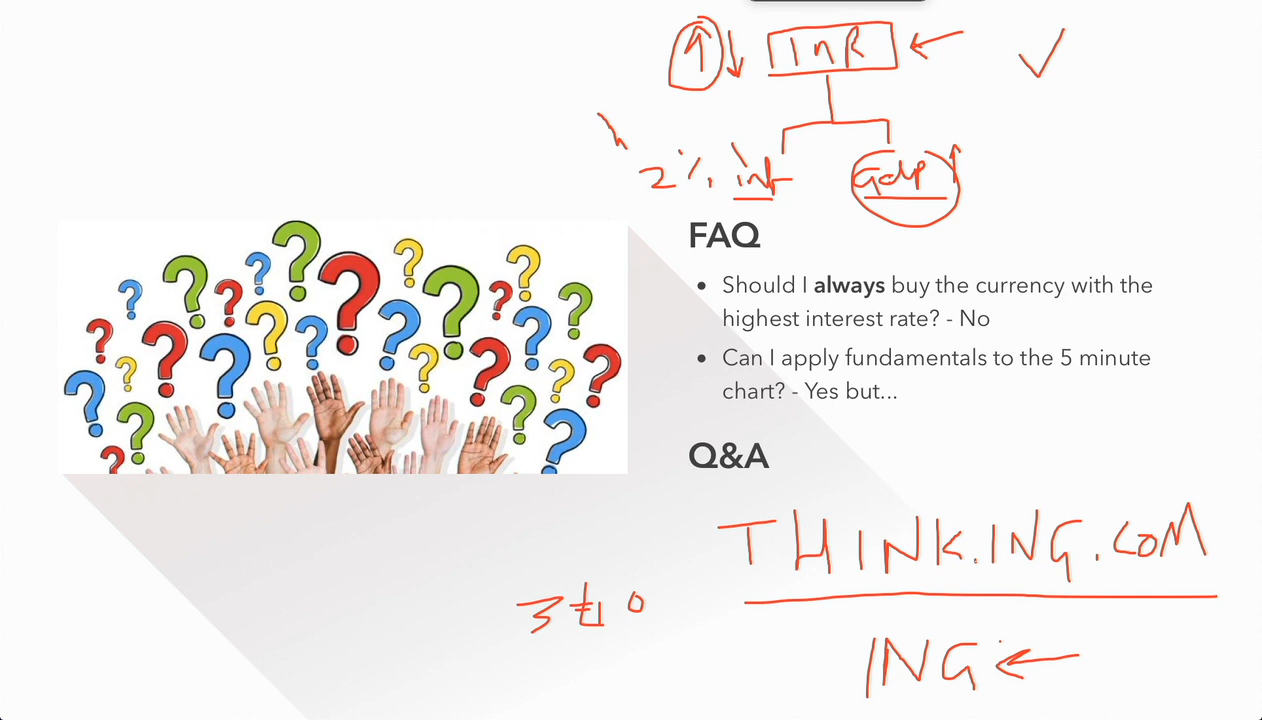 InR
2% inf
Gdp
FAQ
• Should I always buy the currency with the
highest interest rate? - No
• Can I apply fundamentals to the 5 minute
chart? - Yes but...
Q&A
THINK.ING.COM
ING